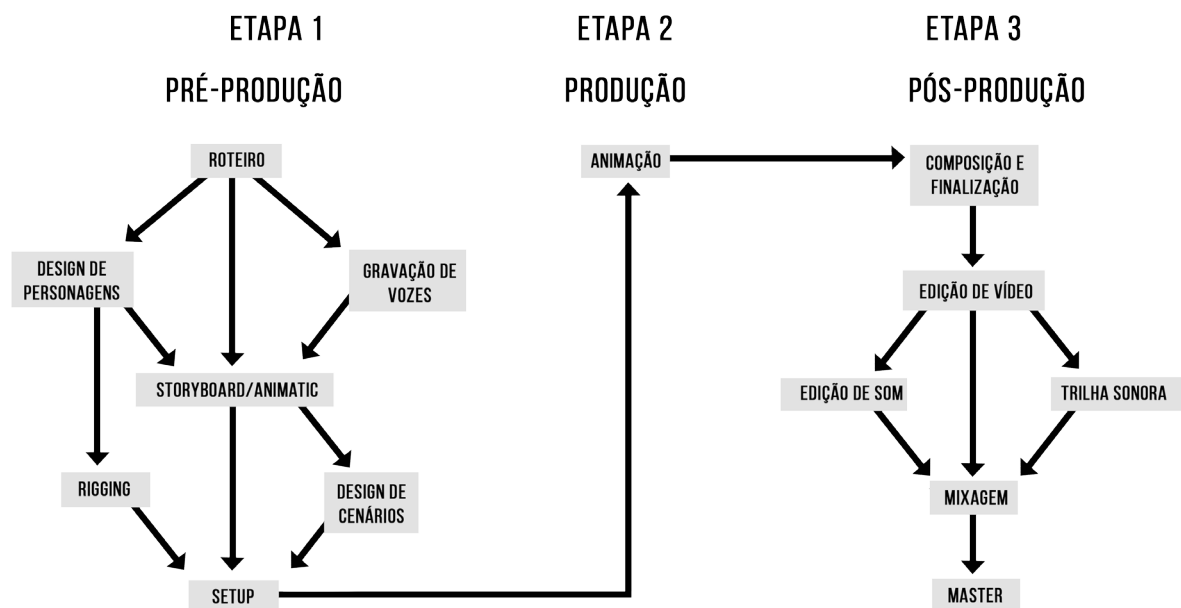 ETAPA 1
PRÉ-PRODUÇÃO
ROTEIRO
DESIGN DE
PERSONAGENS
GRAVAÇÃO DE
VOZES
STORYBOARD/ANIMATIC
RIGGING
DESIGN DE
CENÁRIOS
SETUP
ETAPA 2
PRODUÇÃO
ANIMAÇÃO
ETAPA 3
PÓS-PRODUÇÃO
COMPOSIÇÃO E
FINALIZAÇÃO
EDIÇÃO DE VÍDEO
EDIÇÃO DE SOM
TRILHA SONORA
MIXAGEM
MASTER